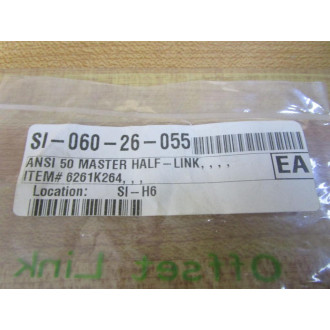 SI-060-26-055
ANSI 50 MASTER HALF-LINK, , , ,
EA
ITEM# 6261K264, , ,
Location: SI-H6
Offset Link